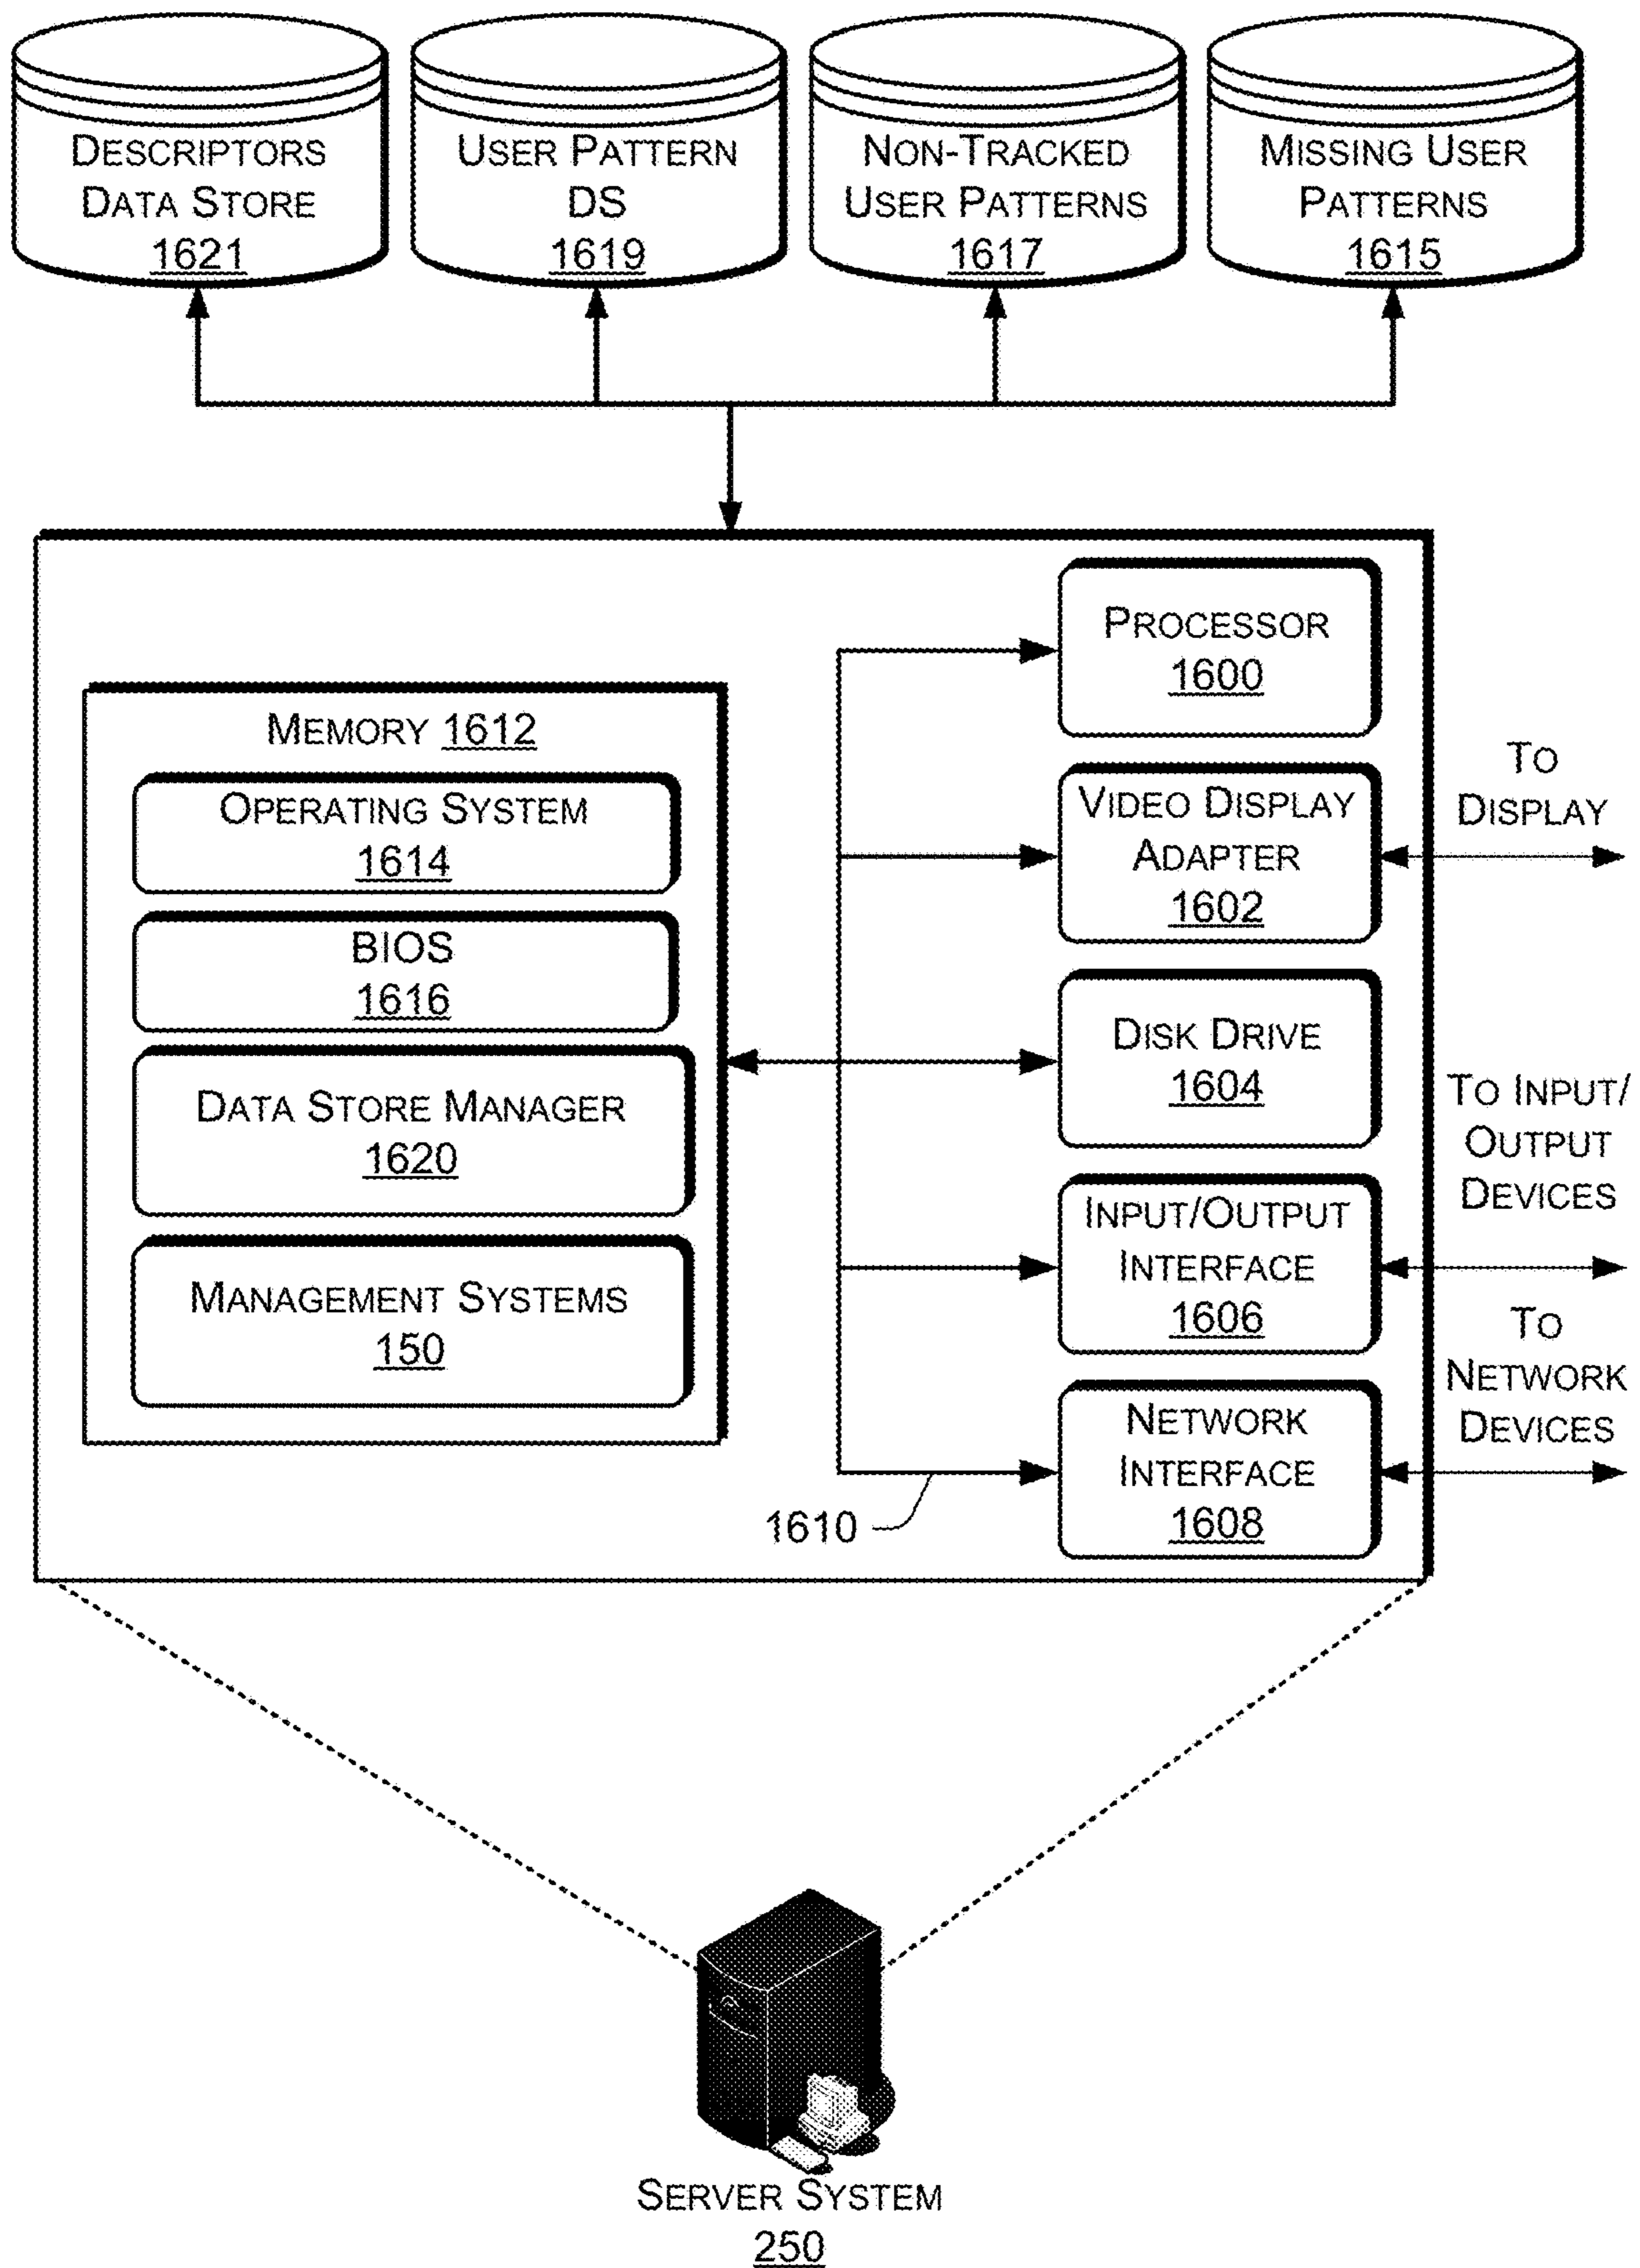 DESCRIPTORS
DATA STORE
1621
USER PATTERN
DS
1619
NON-TRACKED
USER PATTERNS
1617
MISSING USER
PATTERNS
1615
MEMORY 1612
OPERATING SYSTEM
1614
BIOS
1616
DATA STORE MANAGER
1620
MANAGEMENT SYSTEMS
150
PROCESSOR
1600
VIDEO DISPLAY
ADAPTER
1602
DISK DRIVE
1604
INPUT/OUTPUT
INTERFACE
1606
NETWORK
INTERFACE
1608
1610
TO
DISPLAY
TO INPUT/
OUTPUT
DEVICES
TO
NETWORK
DEVICES
SERVER SYSTEM
250